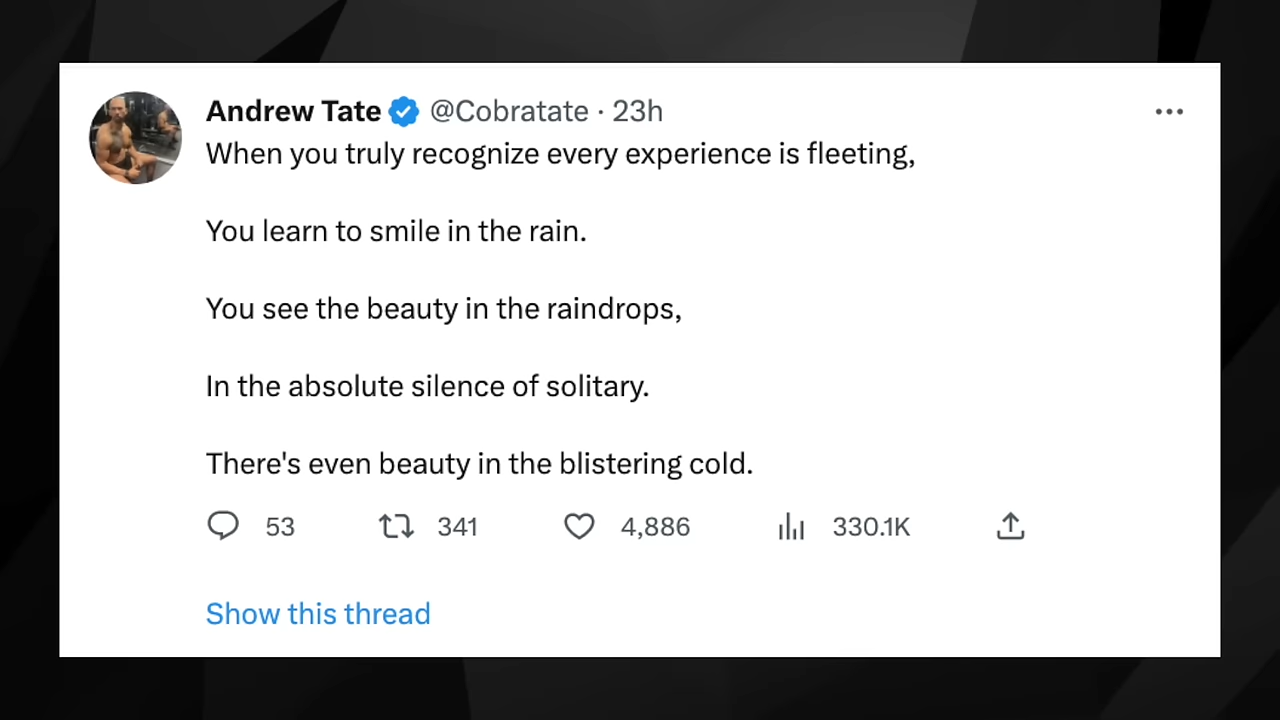 Andrew Tate @Cobratate · 23h
When you truly recognize every experience is fleeting,
You learn to smile in the rain.
You see the beauty in the raindrops,
In the absolute silence of solitary.
There's even beauty in the blistering cold.
53 341 4,886 330.1K
Show this thread